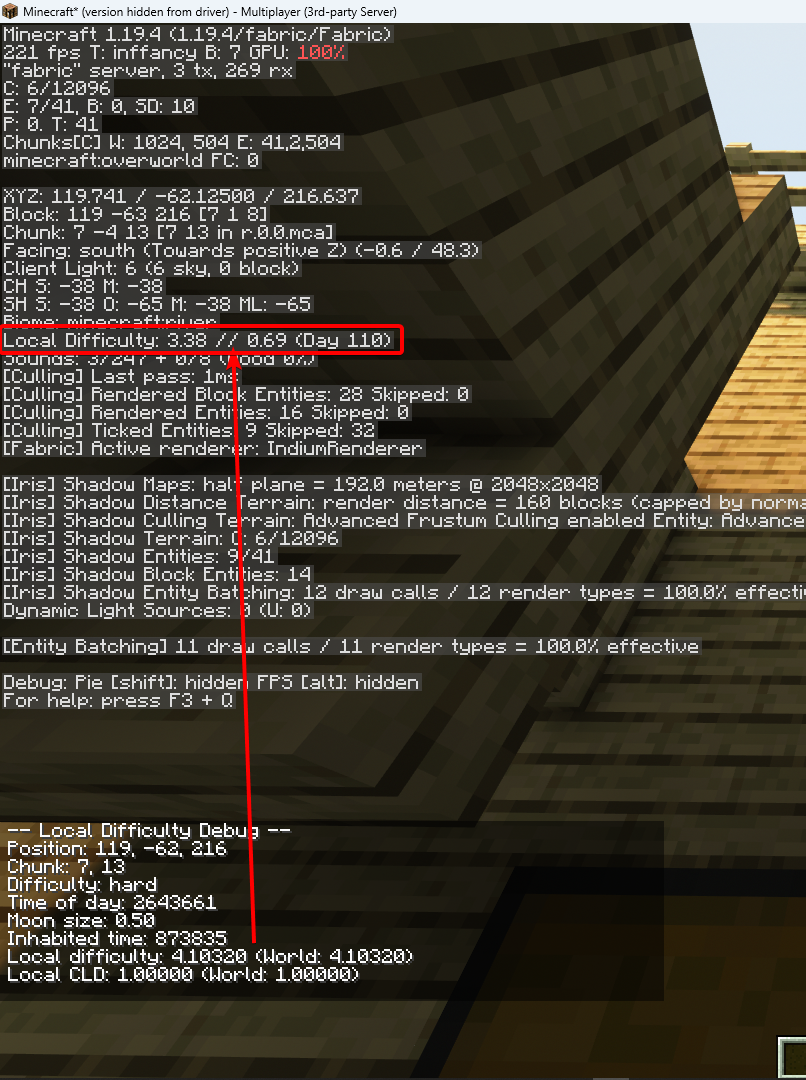 Minecraft* (version hidden from driver) - Multiplayer (3rd-party Server)
Minecraft 1.19.4 (1.19.4/fabric/Fabric)
221 fps T: inffancy B: 7 GPU: 100%
"fabric" server, 3 tx, 269 rx
C: 6/12096
E: 7/41, B: 0, SD: 10
P: 0. T: 41
Chunks[C] W: 1024, 504 E: 41,2,504
minecraft:overworld FC: 0
XYZ: 119.741 / -62.12500 / 216.637
Block: 119 -63 216 [7 1 8]
Chunk: 7 -4 13 [7 13 in r.0.0.mca]
Facing: south (Towards positive Z) (-0.6 / 48.3)
Client Light: 6 (6 sky, 0 block)
CH S: -38 M: -38
SH S: -38 O: -65 M: -38 ML: -65
Biome: minecraft:river
Local Difficulty: 3.38 // 0.69 (Day 110)
Sounds: 3/247 + 0/8 (Mood 0%)
[Culling] Last pass: 1ms
[Culling] Rendered Block Entities: 28 Skipped: 0
[Culling] Rendered Entities: 16 Skipped: 0
[Culling] Ticked Entities: 9 Skipped: 32
[Fabric] Active renderer: IndiumRenderer
[Iris] Shadow Maps: half plane = 192.0 meters @ 2048x2048
[Iris] Shadow Distance Terrain: render distance = 160 blocks (capped by norma
[Iris] Shadow Culling Terrain: Advanced Frustum Culling enabled Entity: Advance
[Iris] Shadow Terrain: C: 6/12096
[Iris] Shadow Entities: 9/41
[Iris] Shadow Block Entities: 14
[Iris] Shadow Entity Batching: 12 draw calls / 12 render types = 100.0% effectiv
Dynamic Light Sources: 0 (U: 0)
[Entity Batching] 11 draw calls / 11 render types = 100.0% effective
Debug: Pie [shift]: hidden FPS [alt]: hidden
For help: press F3 + Q
-- Local Difficulty Debug --
Position: 119, -62, 216
Chunk: 7, 13
Difficulty: hard
Time of day: 2643661
Moon size: 0.50
Inhabited time: 873835
Local difficulty: 4.10320 (World: 4.10320)
Local CLD: 1.00000 (World: 1.00000)